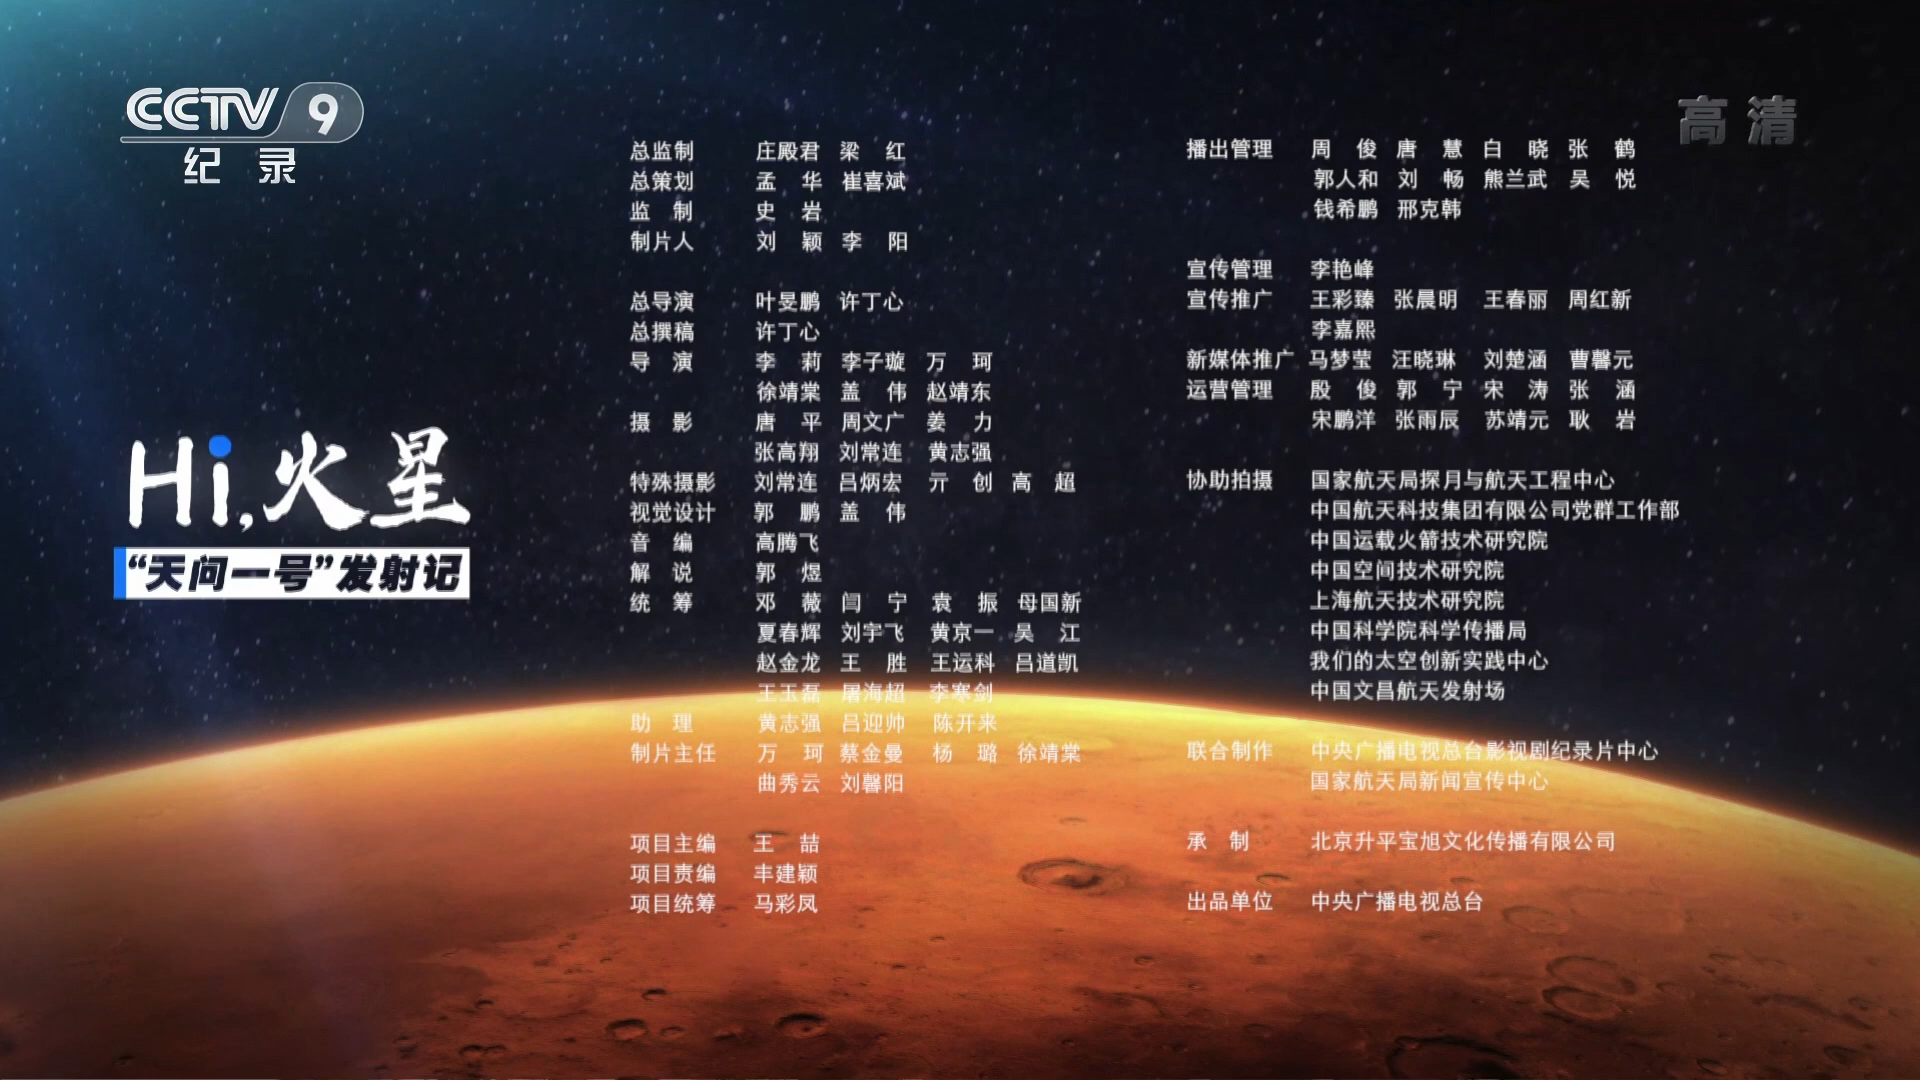 CCTV 9
纪 录
高 清
Hi,火星
“天问一号”发射记
总监制 庄殿君 梁 红
总策划 孟 华 崔喜斌
监 制 史 岩
制片人 刘 颖 李 阳
总导演 叶旻鹏 许丁心
总撰稿 许丁心
导 演 李 莉 李子璇 万 珂
徐靖棠 盖 伟 赵靖东
摄 影 唐 平 周文广 姜 力
张高翔 刘常连 黄志强
特殊摄影 刘常连 吕炳宏 亓 创 高 超
视觉设计 郭 鹏 盖 伟
音 编 高腾飞
解 说 郭 煜
统 筹 邓 薇 闫 宁 袁 振 母国新
夏春辉 刘宇飞 黄京一 吴 江
赵金龙 王 胜 王运科 吕道凯
王玉磊 屠海超 李寒剑
助 理 黄志强 吕迎帅 陈开来
制片主任 万 珂 蔡金曼 杨 璐 徐靖棠
曲秀云 刘馨阳
项目主编 王 喆
项目责编 丰建颖
项目统筹 马彩凤
播出管理 周 俊 唐 慧 白 晓 张 鹤
郭人和 刘 畅 熊兰武 吴 悦
钱希鹏 邢克韩
宣传管理 李艳峰
宣传推广 王彩臻 张晨明 王春丽 周红新
李嘉熙
新媒体推广 马梦莹 汪晓琳 刘楚涵 曹馨元
运营管理 殷 俊 郭 宁 宋 涛 张 涵
宋鹏洋 张雨辰 苏靖元 耿 岩
协助拍摄 国家航天局探月与航天工程中心
中国航天科技集团有限公司党群工作部
中国运载火箭技术研究院
中国空间技术研究院
上海航天技术研究院
中国科学院科学传播局
我们的太空创新实践中心
中国文昌航天发射场
联合制作 中央广播电视总台影视剧纪录片中心
国家航天局新闻宣传中心
承 制 北京升平宝旭文化传播有限公司
出品单位 中央广播电视总台